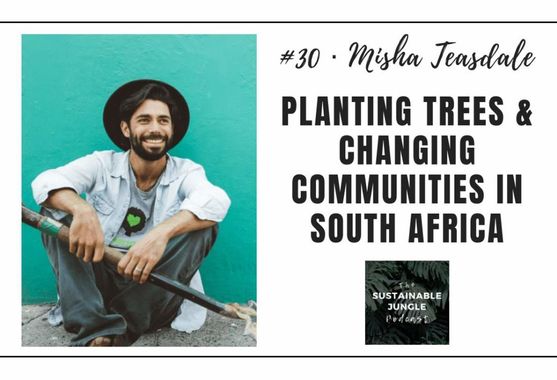 #30 · Misha Teasdale
PLANTING TREES &
CHANGING
COMMUNITIES IN
SOUTH AFRICA
The
SUSTAINABLE
JUNGLE
Podcast